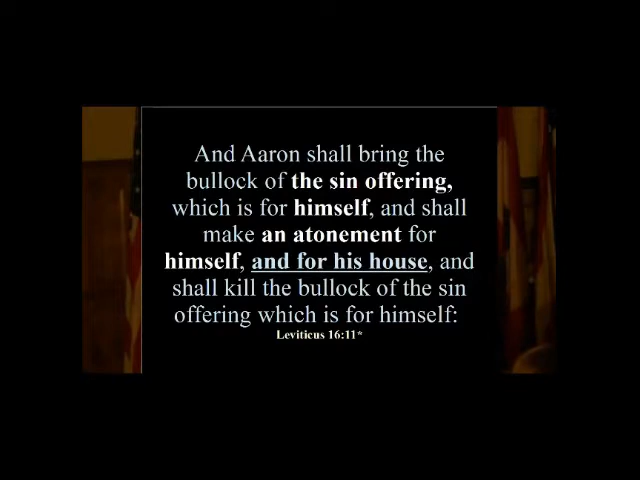 And Aaron shall bring the
bullock of the sin offering,
which is for himself, and shall
make an atonement for
himself, and for his house, and
shall kill the bullock of the sin
offering which is for himself:
Leviticus 16:11*